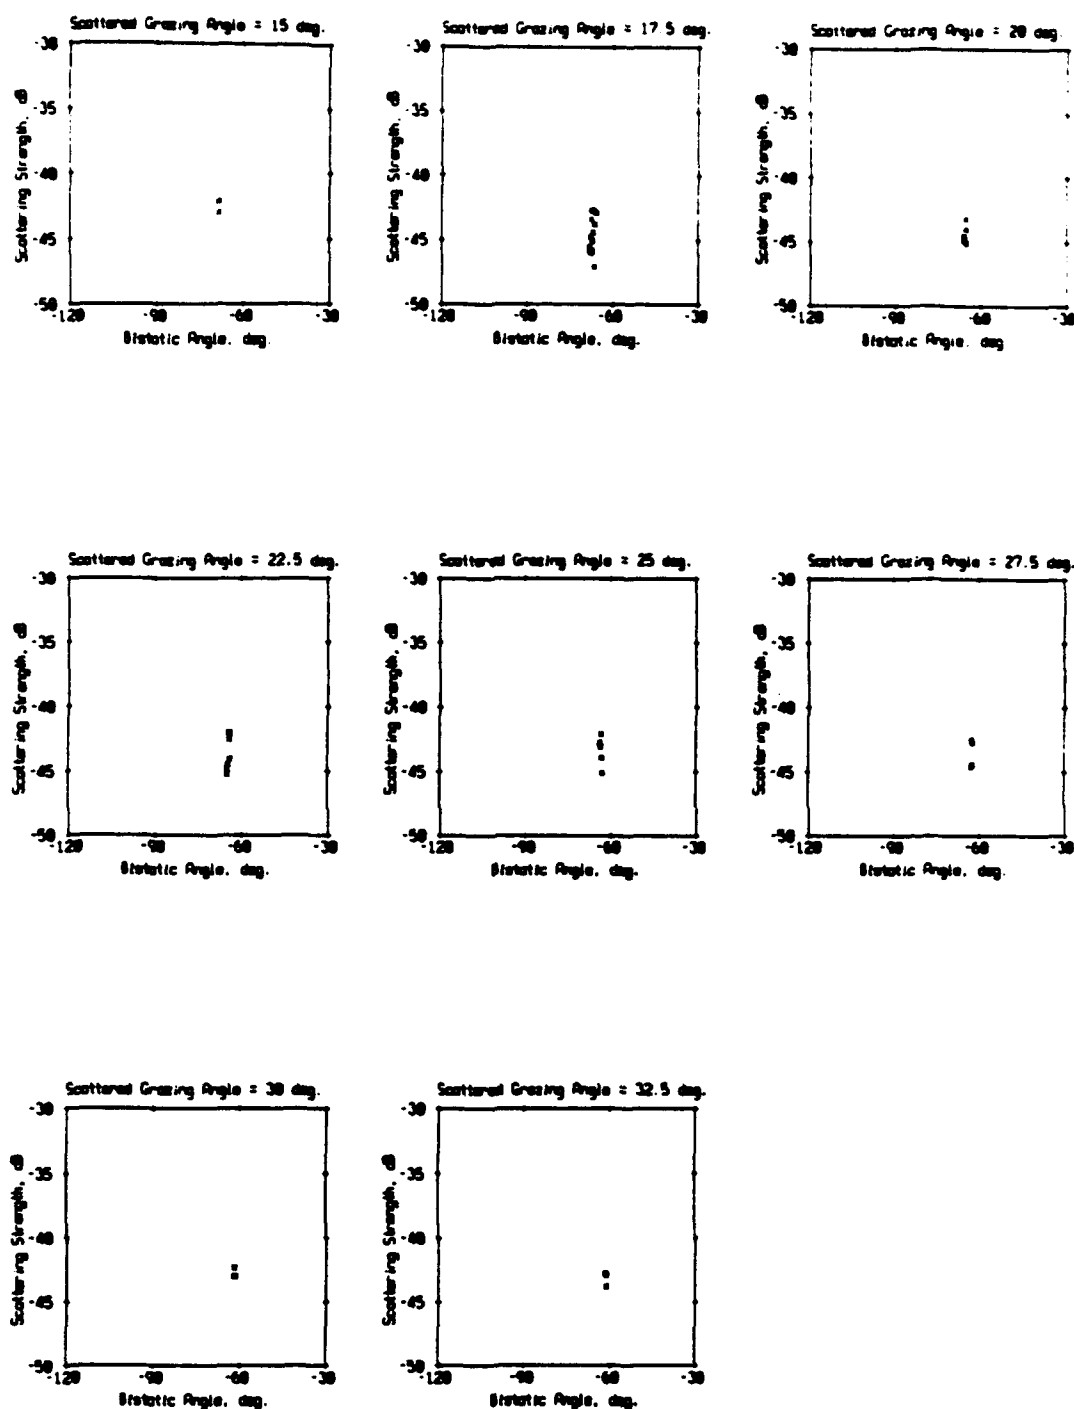 Scattered Grazing Angle = 15 deg.
Scattering Strength, dB
-30
-35
-40
-45
-50
-120 -90 -60 -30
Bistatic Angle, deg.
Scattered Grazing Angle = 17.5 deg.
Scattering Strength, dB
-30
-35
-40
-45
-50
-120 -90 -60 -30
Bistatic Angle, deg.
Scattered Grazing Angle = 20 deg.
Scattering Strength, dB
-30
-35
-40
-45
-50
-120 -90 -60 -30
Bistatic Angle, deg
Scattered Grazing Angle = 22.5 deg.
Scattering Strength, dB
-30
-35
-40
-45
-50
-120 -90 -60 -30
Bistatic Angle, deg.
Scattered Grazing Angle = 25 deg.
Scattering Strength, dB
-30
-35
-40
-45
-50
-120 -90 -60 -30
Bistatic Angle, deg.
Scattered Grazing Angle = 27.5 deg.
Scattering Strength, dB
-30
-35
-40
-45
-50
-120 -90 -60 -30
Bistatic Angle, deg.
Scattered Grazing Angle = 30 deg.
Scattering Strength, dB
-30
-35
-40
-45
-50
-120 -90 -60 -30
Bistatic Angle, deg.
Scattered Grazing Angle = 32.5 deg.
Scattering Strength, dB
-30
-35
-40
-45
-50
-120 -90 -60 -30
Bistatic Angle, deg.